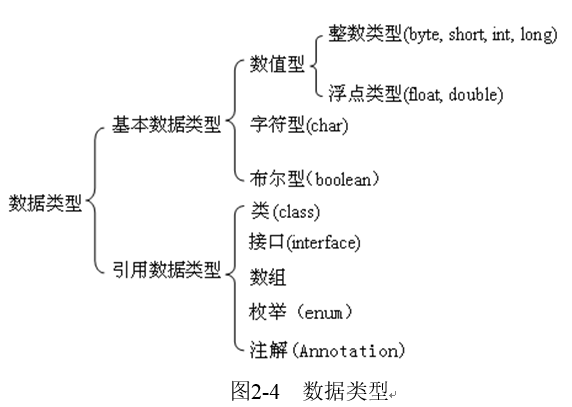 整数类型(byte, short, int, long)
数值型
浮点类型(float, double)
基本数据类型
字符型(char)
布尔型(boolean）
数据类型
类(class)
接口(interface)
引用数据类型
数组
枚举（enum）
注解(Annotation)
图2-4 数据类型